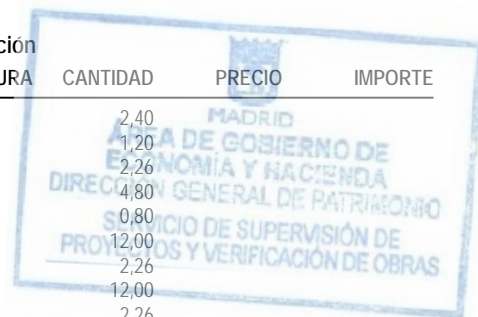 ción
URA CANTIDAD PRECIO IMPORTE
2,40
MADRID
1,20
ÁREA DE GOBIERNO DE
2,26
ECONOMÍA Y HACIENDA
4,80
DIRECCIÓN GENERAL DE PATRIMONIO
0,80
SERVICIO DE SUPERVISIÓN DE
12,00
PROYECTOS Y VERIFICACIÓN DE OBRAS
2,26
12,00
2,26